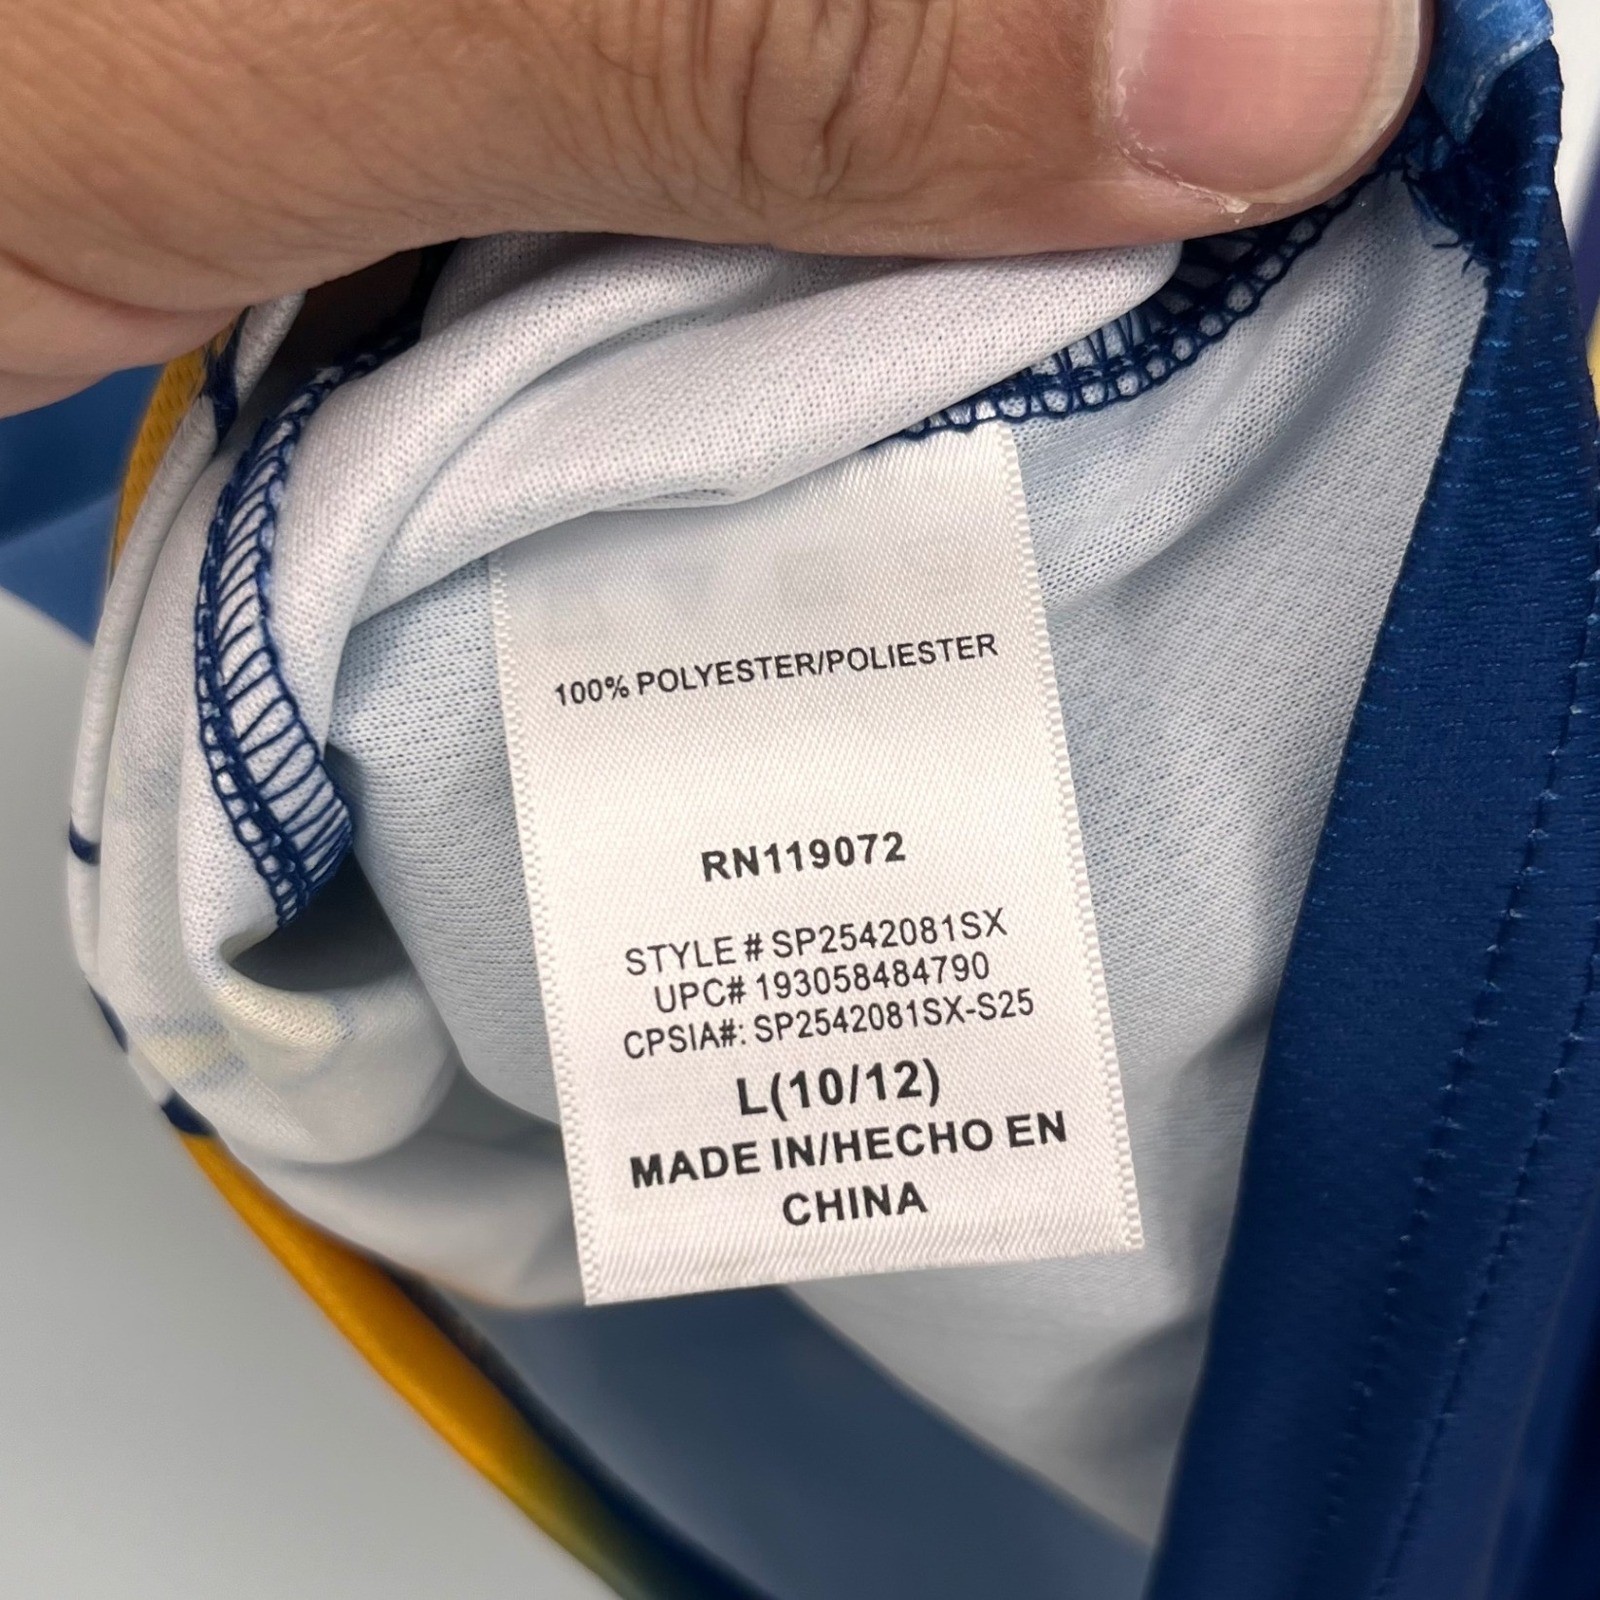 100% POLYESTER/POLIESTER
RN119072
STYLE # SP2542081SX
UPC# 193058484790
CPSIA#: SP2542081SX-S25
L(10/12)
MADE IN/HECHO EN
CHINA